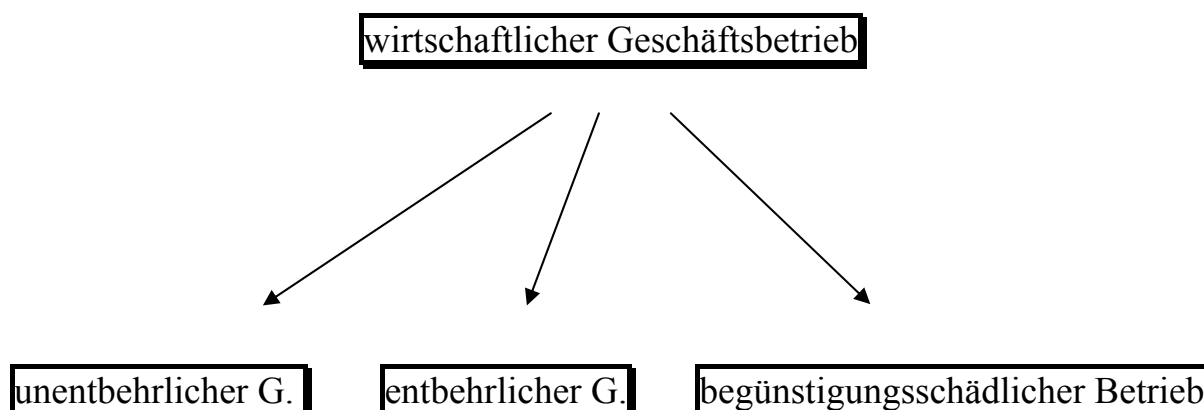 wirtschaftlicher Geschäftsbetrieb
unentbehrlicher G.
entbehrlicher G.
begünstigungsschädlicher Betrieb